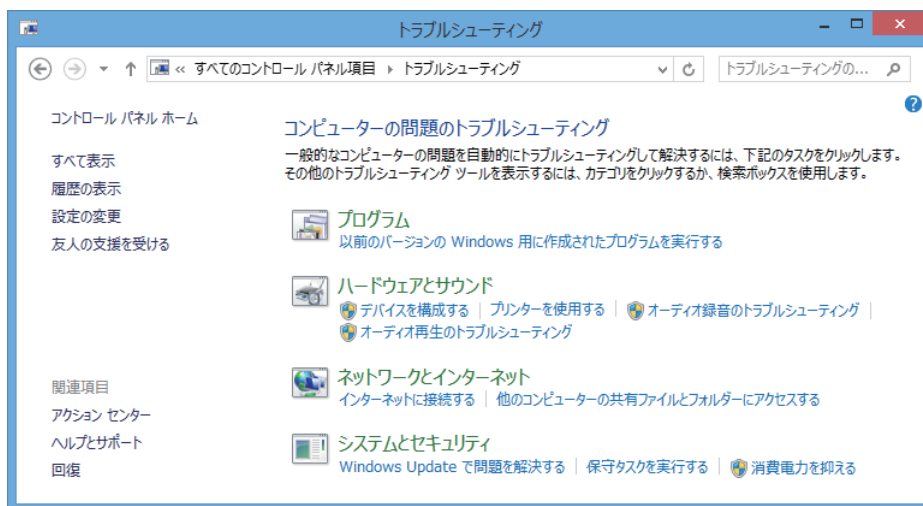 トラブルシューティング
« すべてのコントロール パネル項目 ▸ トラブルシューティング
トラブルシューティングの...
コントロール パネル ホーム
すべて表示
履歴の表示
設定の変更
友人の支援を受ける
関連項目
アクション センター
ヘルプとサポート
回復
コンピューターの問題のトラブルシューティング
一般的なコンピューターの問題を自動的にトラブルシューティングして解決するには、下記のタスクをクリックします。
その他のトラブルシューティング ツールを表示するには、カテゴリをクリックするか、検索ボックスを使用します。
プログラム
以前のバージョンの Windows 用に作成されたプログラムを実行する
ハードウェアとサウンド
デバイスを構成する | プリンターを使用する | オーディオ録音のトラブルシューティング |
オーディオ再生のトラブルシューティング
ネットワークとインターネット
インターネットに接続する | 他のコンピューターの共有ファイルとフォルダーにアクセスする
システムとセキュリティ
Windows Update で問題を解決する | 保守タスクを実行する | 消費電力を抑える